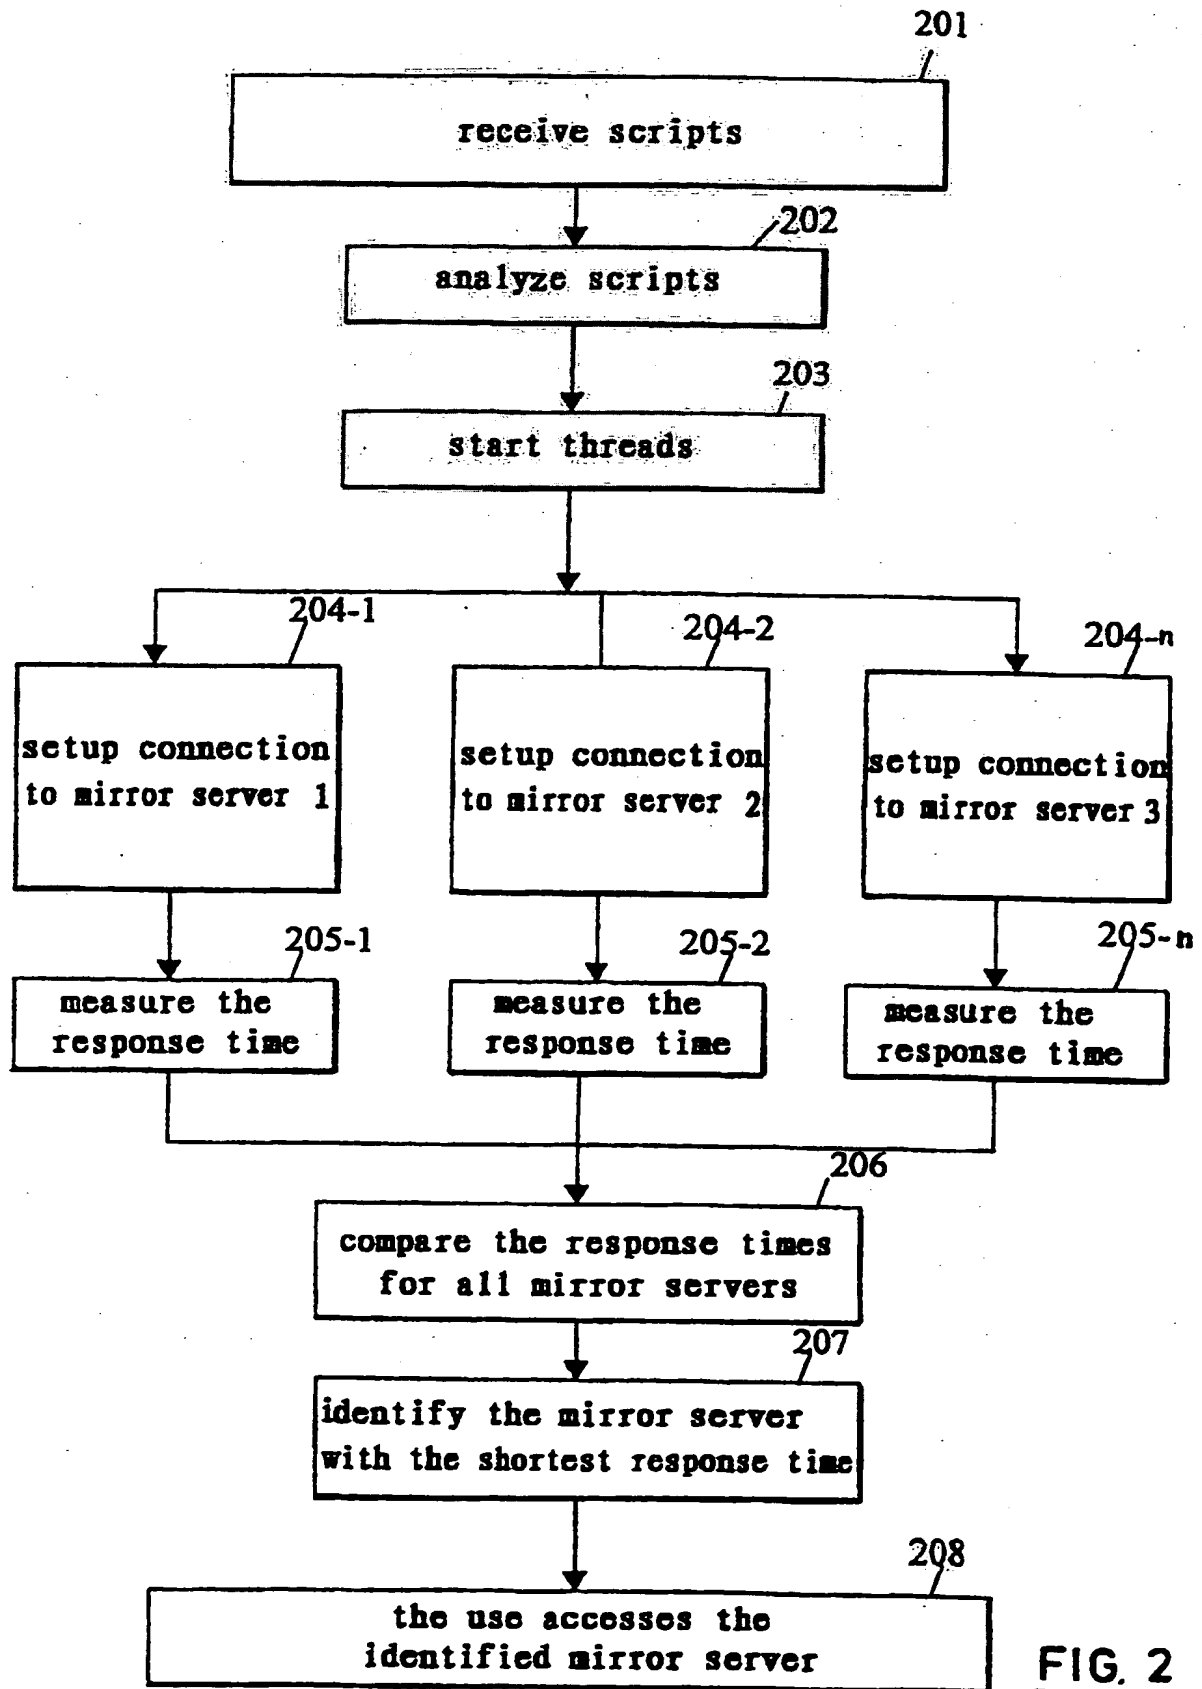 201
receive scripts
202
analyze scripts
203
start threads
204-1
204-2
204-n
setup connection
to mirror server 1
setup connection
to mirror server 2
setup connection
to mirror server 3
205-1
205-2
205-n
measure the
response time
measure the
response time
measure the
response time
206
compare the response times
for all mirror servers
207
identify the mirror server
with the shortest response time
208
the use accesses the
identified mirror server
FIG. 2